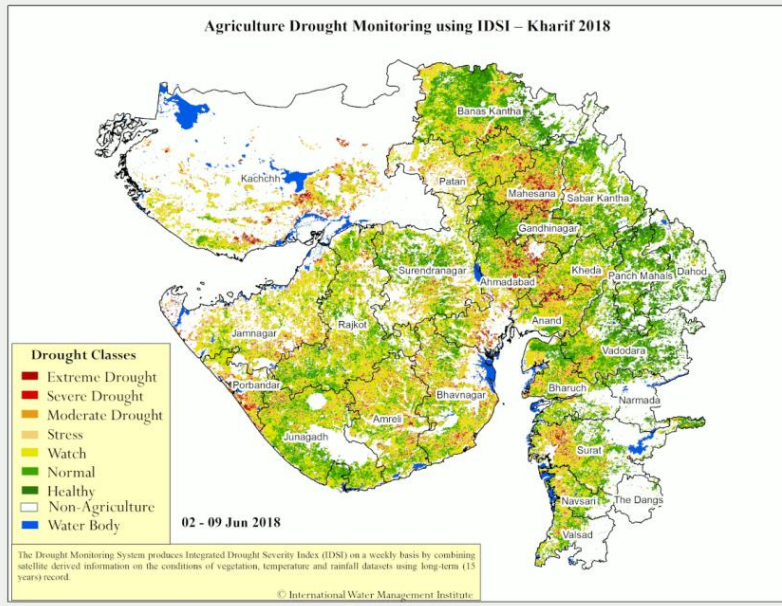 Agriculture Drought Monitoring using IDSI – Kharif 2018
Banas Kantha
Kachchh
Patan
Mahesana
Sabar Kantha
Gandhinagar
Surendranagar
Ahmadabad
Kheda
Panch Mahals
Dahod
Jamnagar
Rajkot
Anand
Vadodara
Porbandar
Bhavnagar
Bharuch
Narmada
Amreli
Junagadh
Surat
Navsari
The Dangs
Valsad
Drought Classes
Extreme Drought
Severe Drought
Moderate Drought
Stress
Watch
Normal
Healthy
Non-Agriculture
Water Body
02 - 09 Jun 2018
The Drought Monitoring System produces Integrated Drought Severity Index (IDSI) on a weekly basis by combining
satellite derived information on the conditions of vegetation, temperature and rainfall datasets using long-term (15
years) record.
© International Water Management Institute